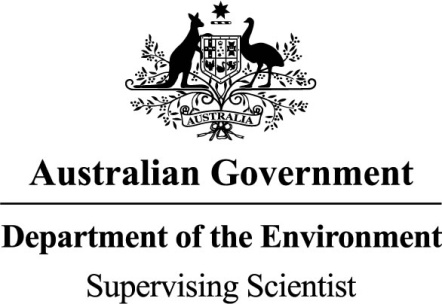 AUSTRALIA
Australian Government
Department of the Environment
Supervising Scientist